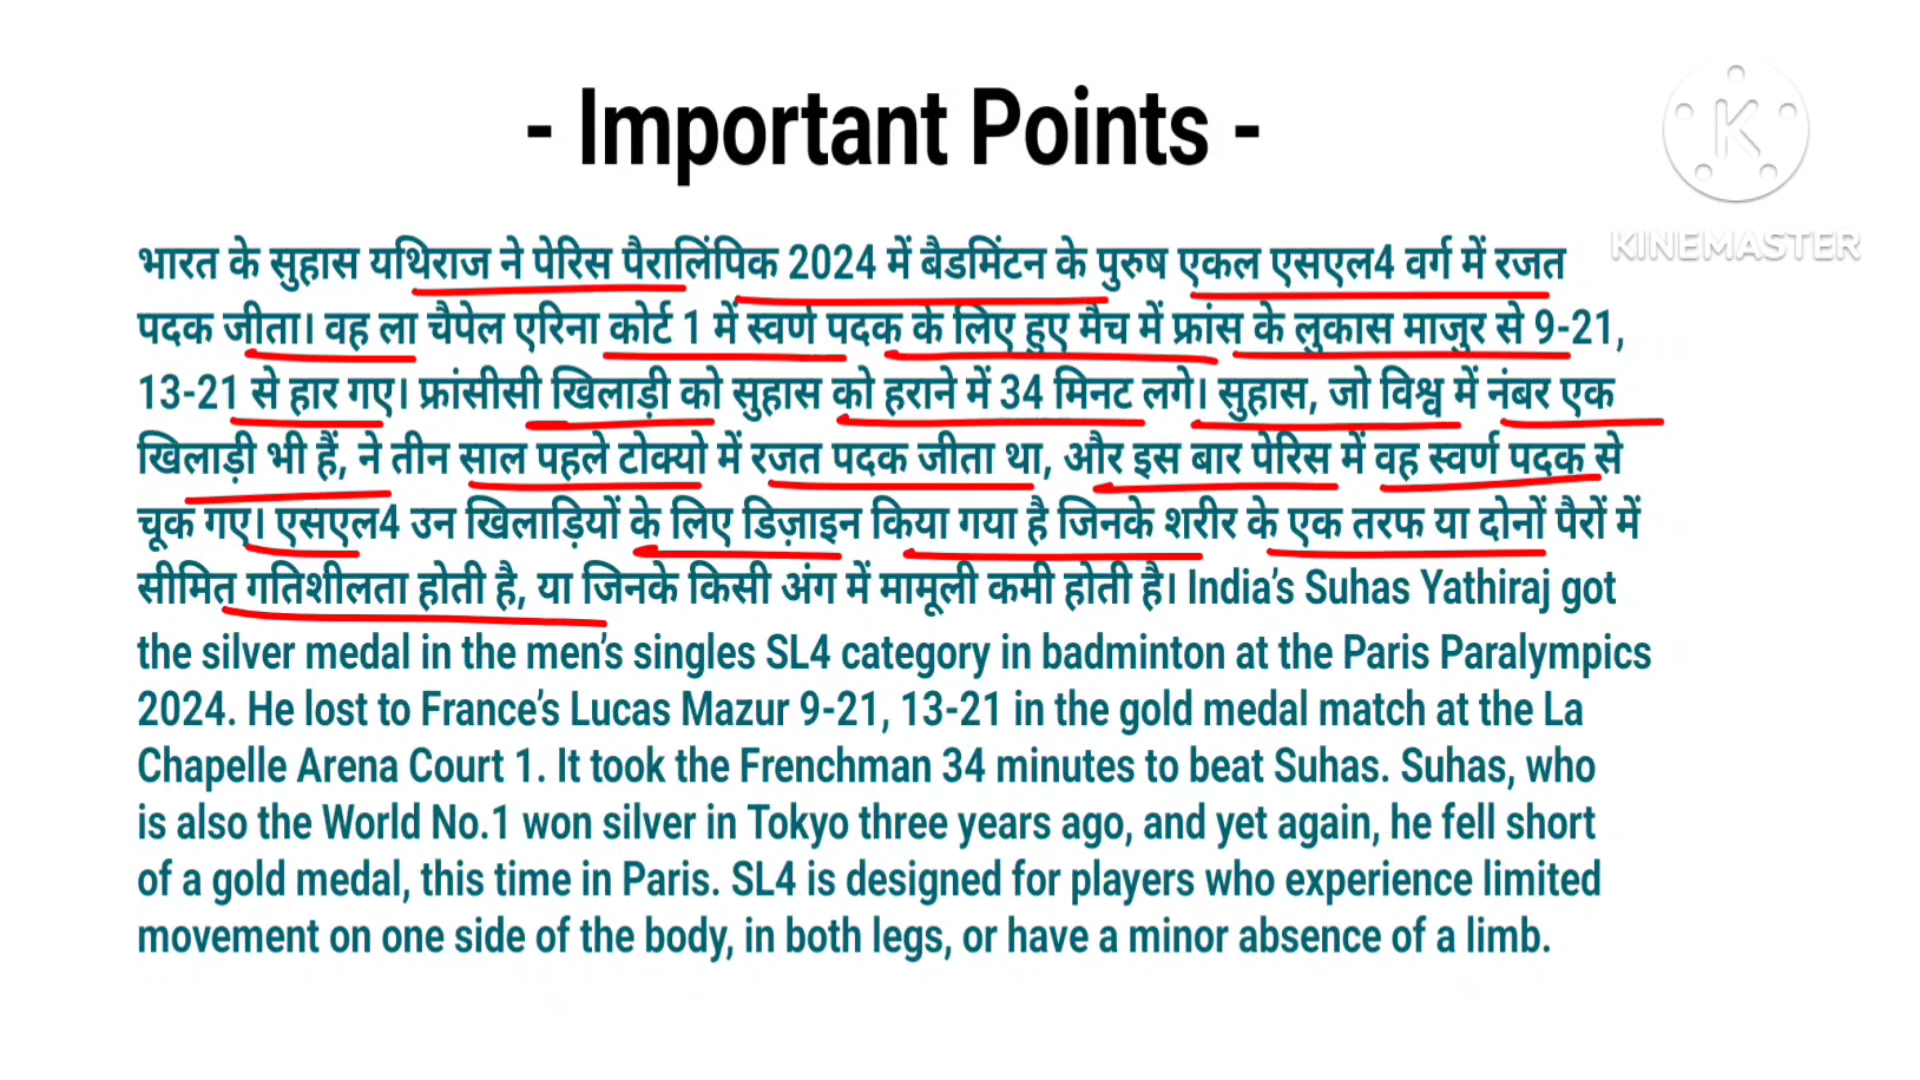 - Important Points -
K
KINEMASTER
भारत के सुहास यथिराज ने पेरिस पैरालिंपिक 2024 में बैडमिंटन के पुरुष एकल एसएल4 वर्ग में रजत
पदक जीता। वह ला चैपेल एरिना कोर्ट 1 में स्वर्ण पदक के लिए हुए मैच में फ्रांस के लुकास माजुर से 9-21,
13-21 से हार गए। फ्रांसीसी खिलाड़ी को सुहास को हराने में 34 मिनट लगे। सुहास, जो विश्व में नंबर एक
खिलाड़ी भी हैं, ने तीन साल पहले टोक्यो में रजत पदक जीता था, और इस बार पेरिस में वह स्वर्ण पदक से
चूक गए। एसएल4 उन खिलाड़ियों के लिए डिज़ाइन किया गया है जिनके शरीर के एक तरफ या दोनों पैरों में
सीमित गतिशीलता होती है, या जिनके किसी अंग में मामूली कमी होती है। India’s Suhas Yathiraj got
the silver medal in the men’s singles SL4 category in badminton at the Paris Paralympics
2024. He lost to France’s Lucas Mazur 9-21, 13-21 in the gold medal match at the La
Chapelle Arena Court 1. It took the Frenchman 34 minutes to beat Suhas. Suhas, who
is also the World No.1 won silver in Tokyo three years ago, and yet again, he fell short
of a gold medal, this time in Paris. SL4 is designed for players who experience limited
movement on one side of the body, in both legs, or have a minor absence of a limb.